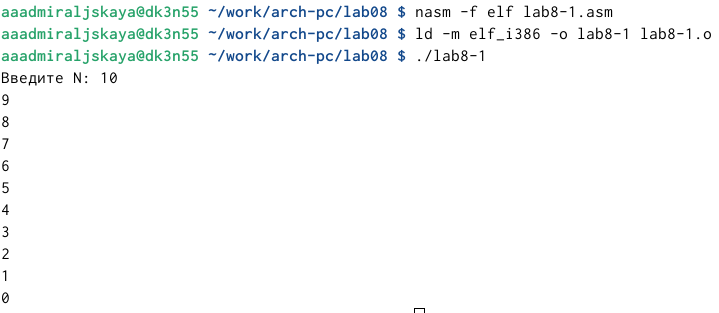 aaadmiraljskaya@dk3n55 ~/work/arch-pc/lab08 $ nasm -f elf lab8-1.asm
aaadmiraljskaya@dk3n55 ~/work/arch-pc/lab08 $ ld -m elf_i386 -o lab8-1 lab8-1.o
aaadmiraljskaya@dk3n55 ~/work/arch-pc/lab08 $ ./lab8-1
Введите N: 10
9
8
7
6
5
4
3
2
1
0